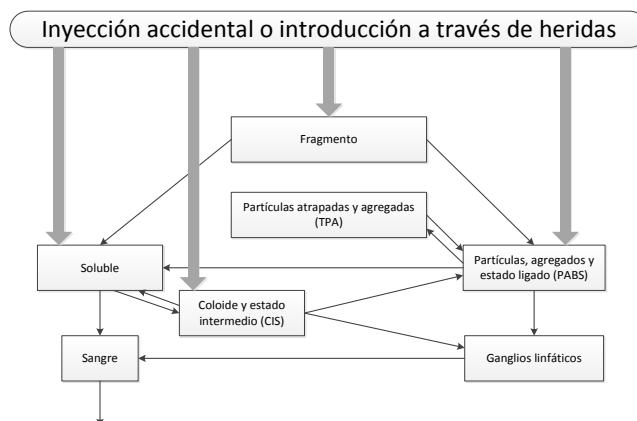 Inyección accidental o introducción a través de heridas
Fragmento
Partículas atrapadas y agregadas
(TPA)
Soluble
Partículas, agregados y
estado ligado (PABS)
Coloide y estado
intermedio (CIS)
Sangre
Ganglios linfáticos